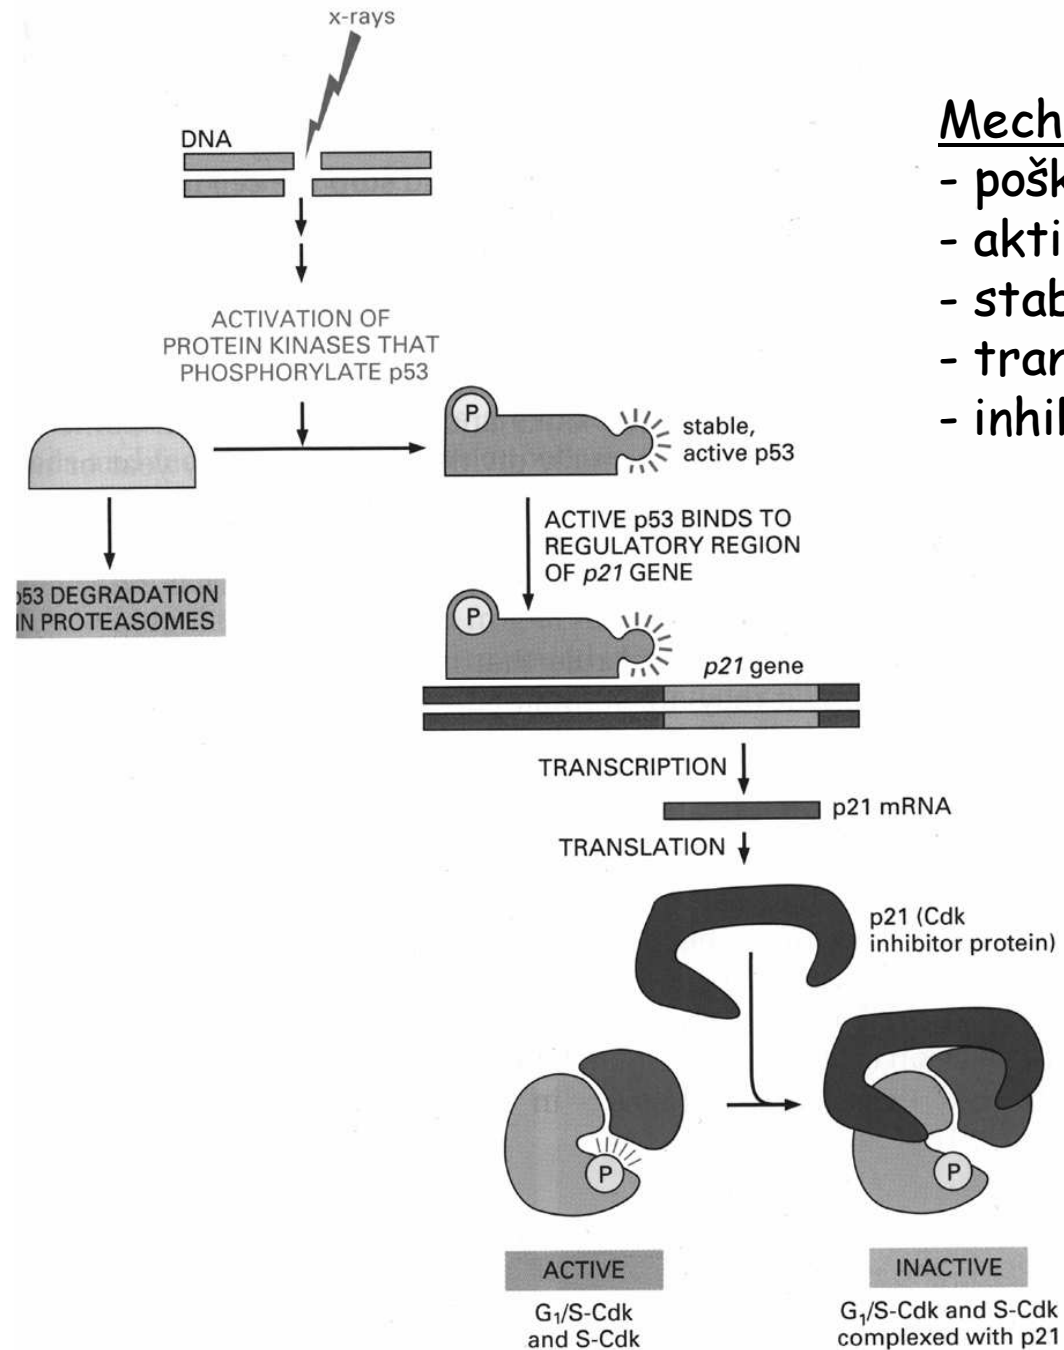 x-rays
DNA
ACTIVATION OF
PROTEIN KINASES THAT
PHOSPHORYLATE p53
P
stable,
active p53
ACTIVE p53 BINDS TO
REGULATORY REGION
OF p21 GENE
53 DEGRADATION
IN PROTEASOMES
P
p21 gene
TRANSCRIPTION
p21 mRNA
TRANSLATION
p21 (Cdk
inhibitor protein)
P
P
ACTIVE
G₁/S-Cdk
and S-Cdk
INACTIVE
G₁/S-Cdk and S-Cdk
complexed with p21
Mech
- pošk
- akti
- stab
- tran
- inhib